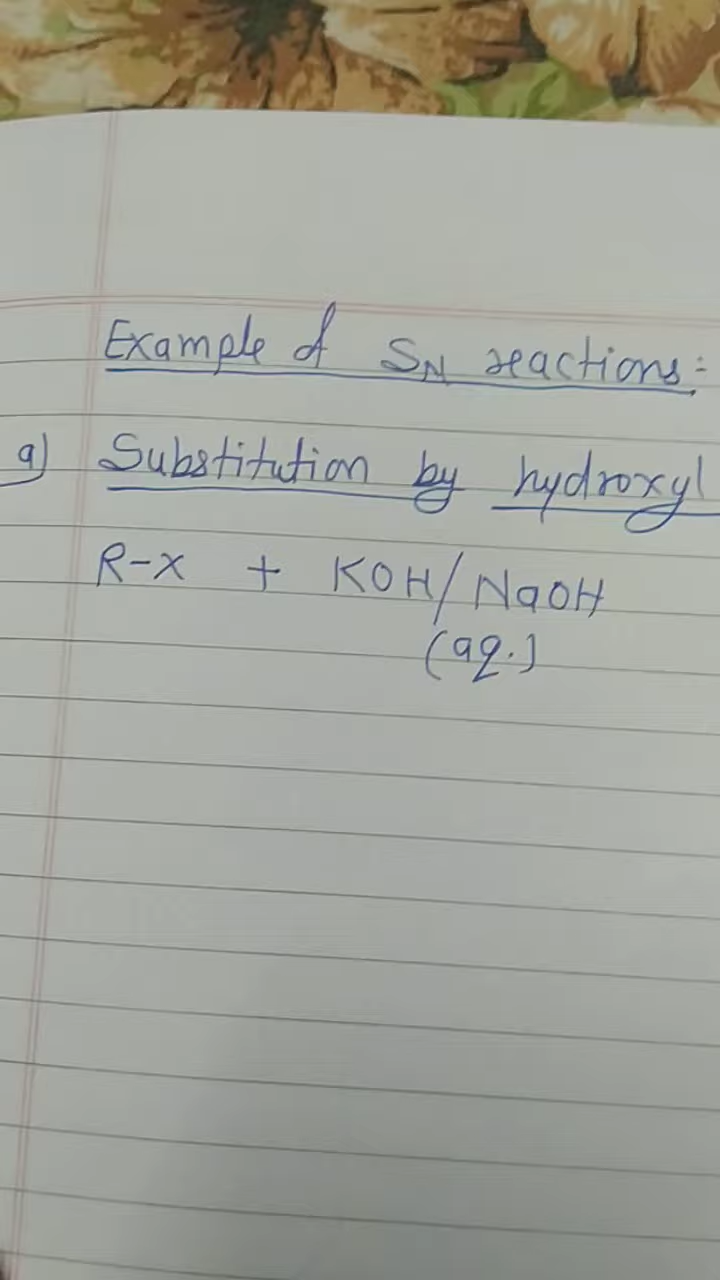 Example of SN reactions:
a) Substitution by hydroxyl
R-X + KOH/NaOH
(aq.)